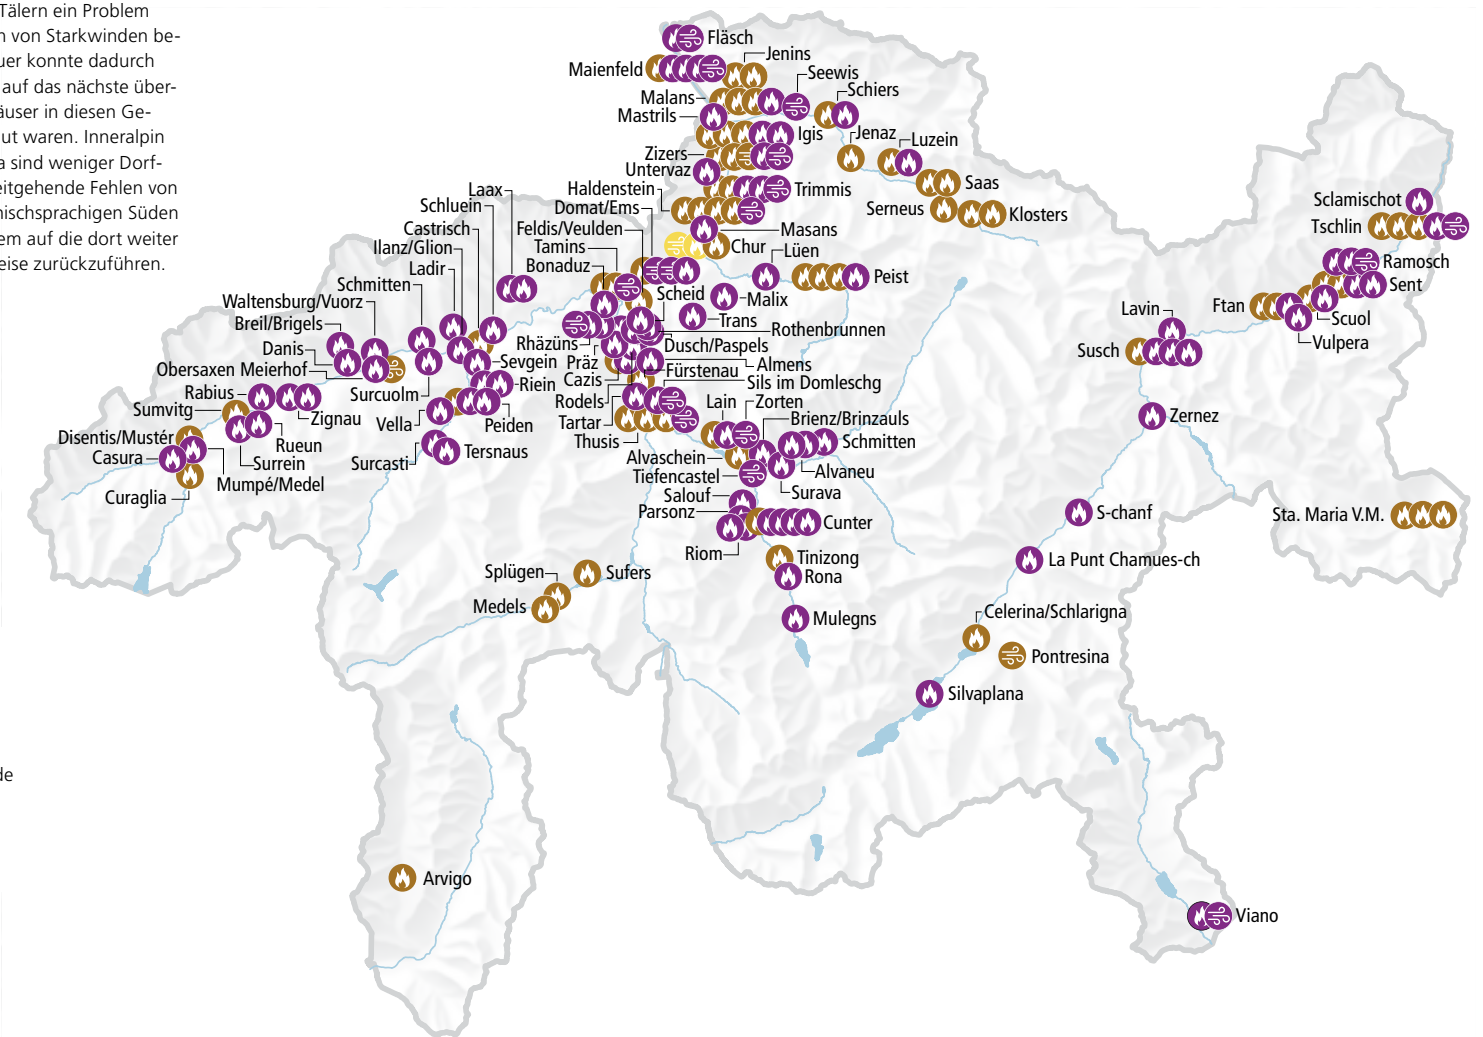 Tälern ein Problem
n von Starkwinden be-
uer konnte dadurch
auf das nächste über-
äuser in diesen Ge-
ut waren. Inneralpin
a sind weniger Dorf-
eitgehende Fehlen von
nischsprachigen Süden
em auf die dort weiter
eise zurückzuführen.
Fläsch
Jenins
Maienfeld
Seewis
Schiers
Malans
Mastrils
Igis
Jenaz
Luzein
Zizers
Untervaz
Saas
Laax
Haldenstein
Trimmis
Sclamischot
Schluein
Domat/Ems
Serneus
Klosters
Tschlin
Castrisch
Feldis/Veulden
Masans
Ilanz/Glion
Tamins
Chur
Lüen
Ramosch
Ladir
Bonaduz
Peist
Sent
Schmitten
Scheid
Malix
Waltensburg/Vuorz
Ftan
Lavin
Trans
Scuol
Breil/Brigels
Rothenbrunnen
Vulpera
Danis
Rhäzüns
Dusch/Paspels
Susch
Obersaxen Meierhof
Sevgein
Präz
Almens
Fürstenau
Cazis
Riein
Sils im Domleschg
Rabius
Surcuolm
Rodels
Lain
Zorten
Sumvitg
Zignau
Vella
Peiden
Tartar
Brienz/Brinzauls
Zernez
Disentis/Mustér
Rueun
Thusis
Schmitten
Casura
Surrein
Surcasti
Tersnaus
Alvaschein
Alvaneu
Mumpé/Medel
Tiefencastel
Surava
Curaglia
Salouf
Parsonz
S-chanf
Sta. Maria V.M.
Cunter
Riom
Tinizong
La Punt Chamues-ch
Splügen
Sufers
Rona
Medels
Mulegns
Celerina/Schlarigna
Pontresina
Silvaplana
de
Arvigo
Viano